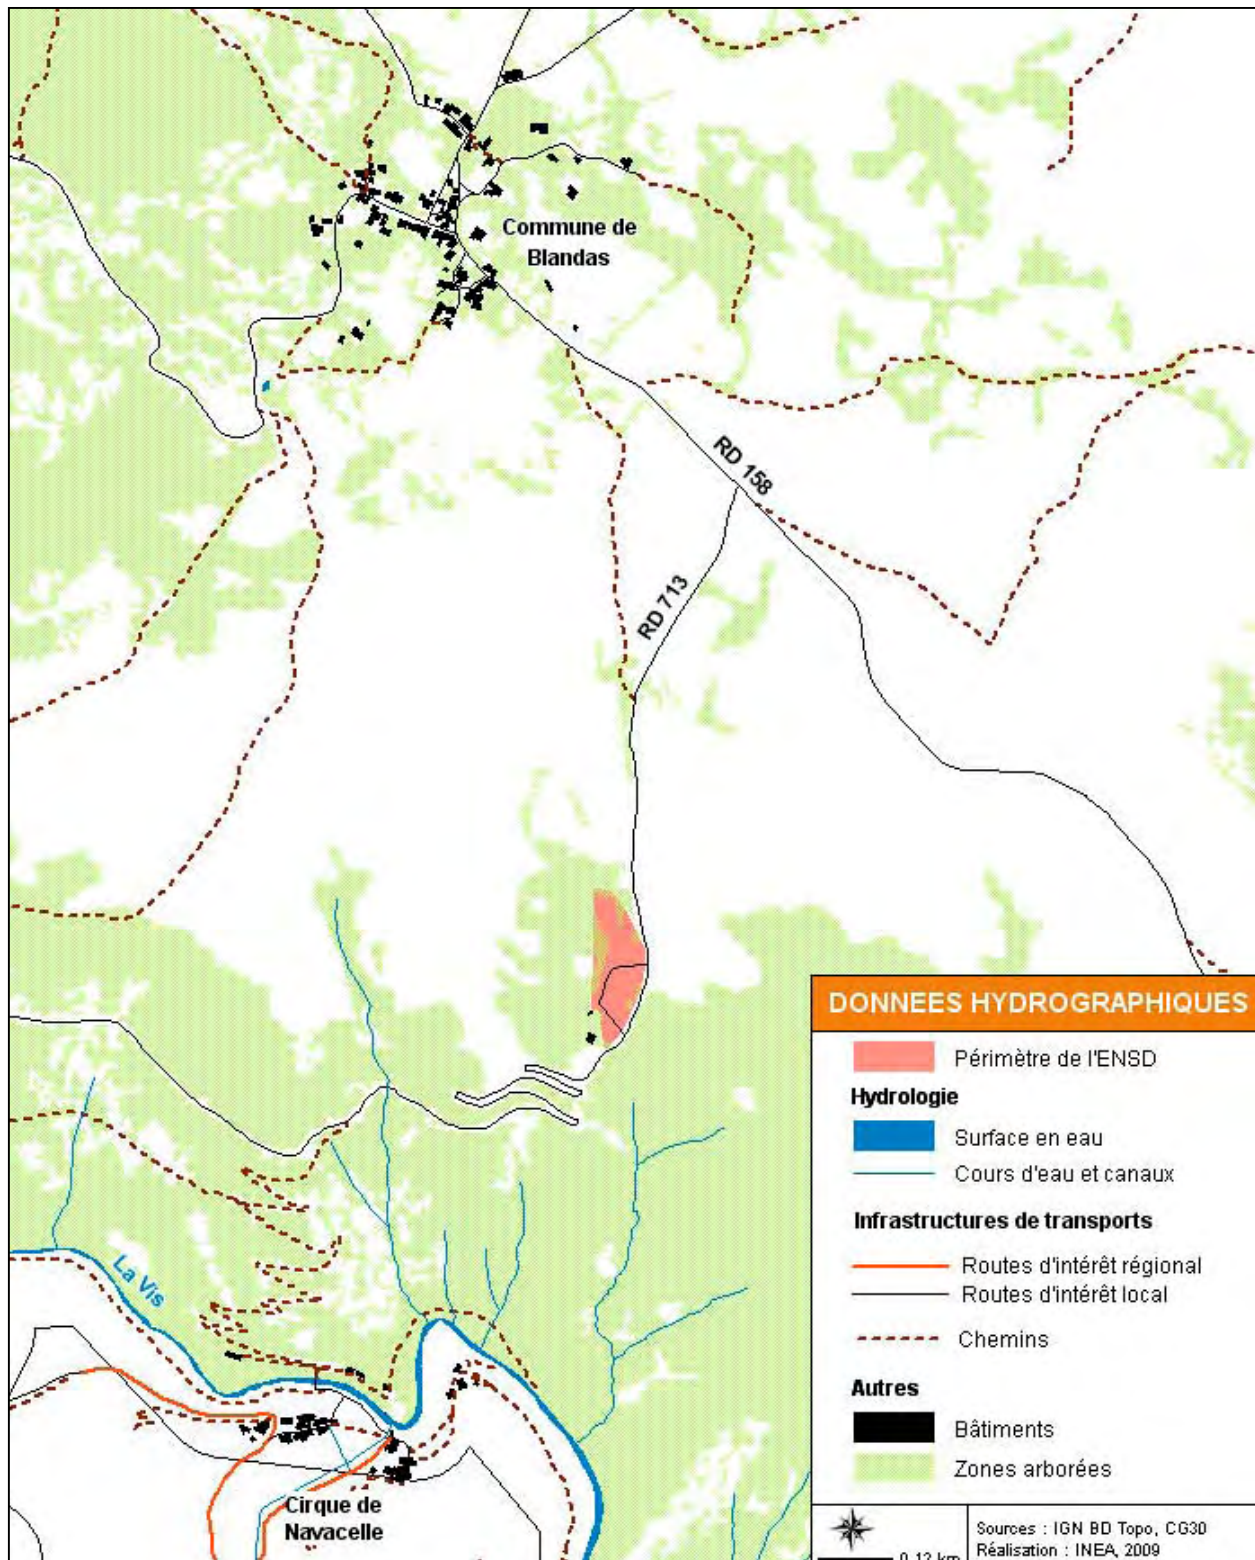 Commune de
Blandas
RD 158
RD 713
La Vis
Cirque de
Navacelle
DONNEES HYDROGRAPHIQUES
Périmètre de l'ENSD
Hydrologie
Surface en eau
Cours d'eau et canaux
Infrastructures de transports
Routes d'intérêt régional
Routes d'intérêt local
Chemins
Autres
Bâtiments
Zones arborées
0,12 km
Sources : IGN BD Topo, CG30
Réalisation : INEA, 2009